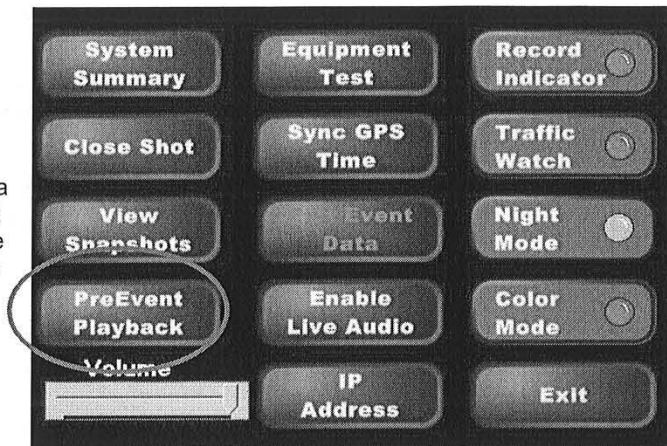 System
Summary
Close Shot
View
Snapshots
PreEvent
Playback
Volume
Equipment
Test
Sync GPS
Time
Event
Data
Enable
Live Audio
IP
Address
Record
Indicator
Traffic
Watch
Night
Mode
Color
Mode
Exit
a
e